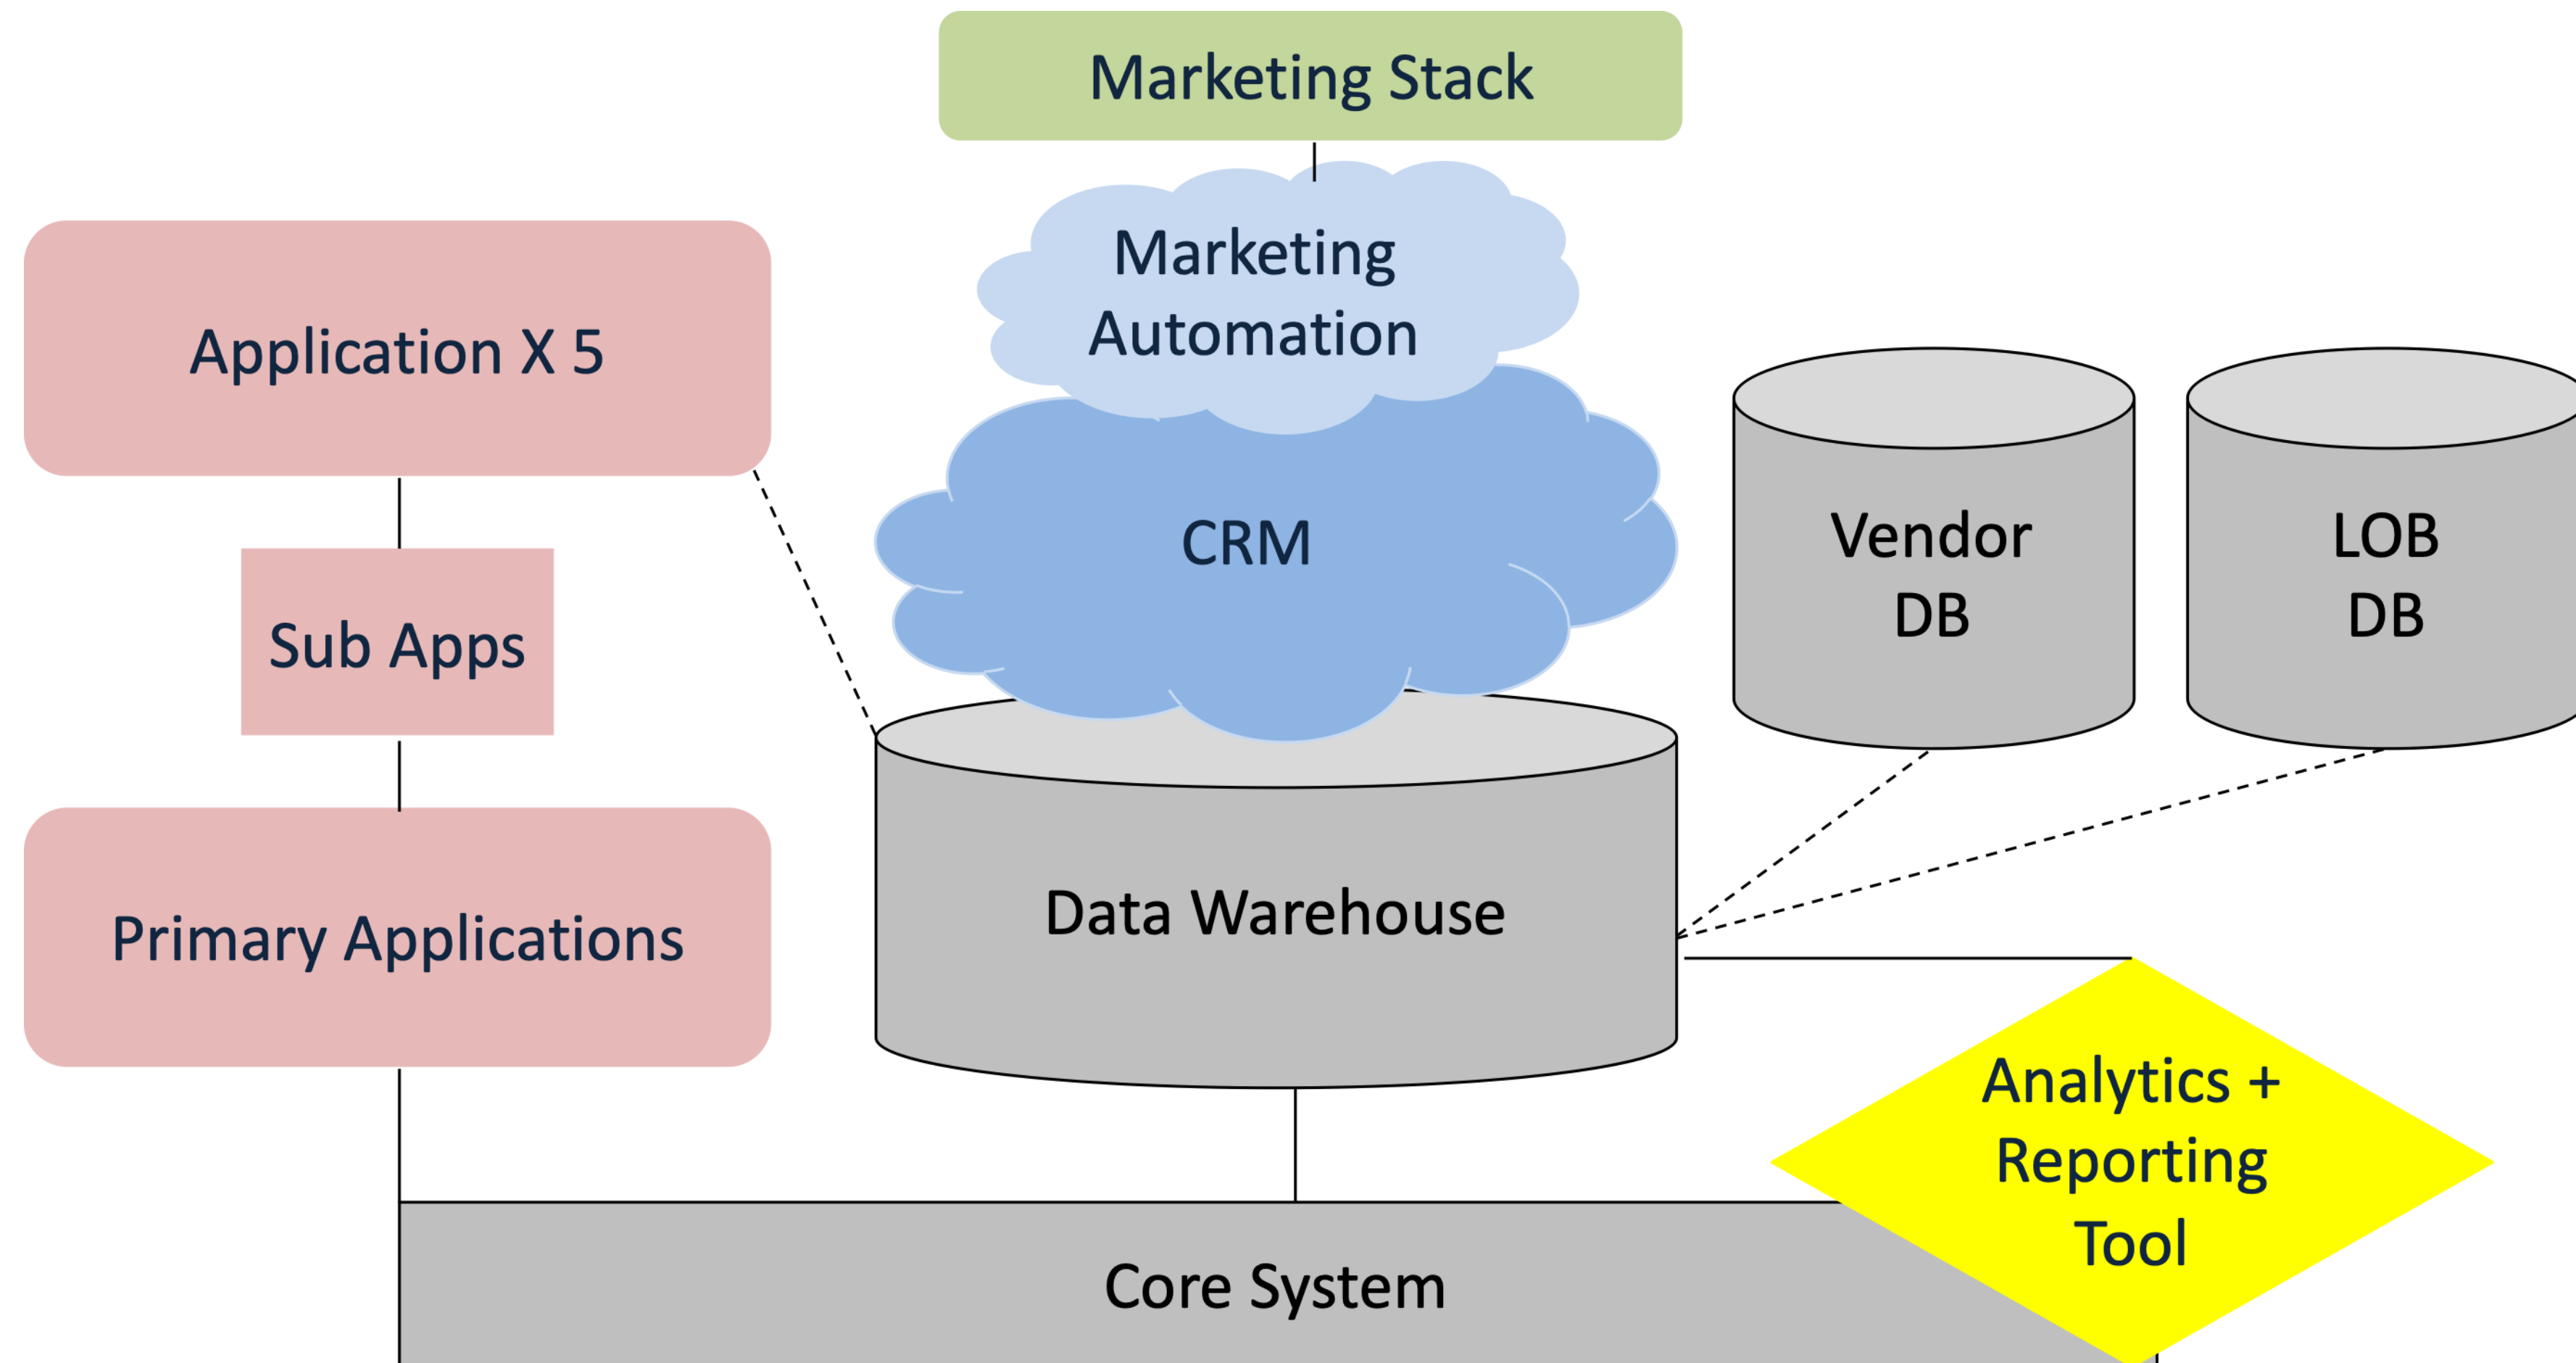 Marketing Stack
Marketing
Automation
Application X 5
CRM
Vendor
DB
LOB
DB
Sub Apps
Data Warehouse
Primary Applications
Analytics +
Reporting
Tool
Core System